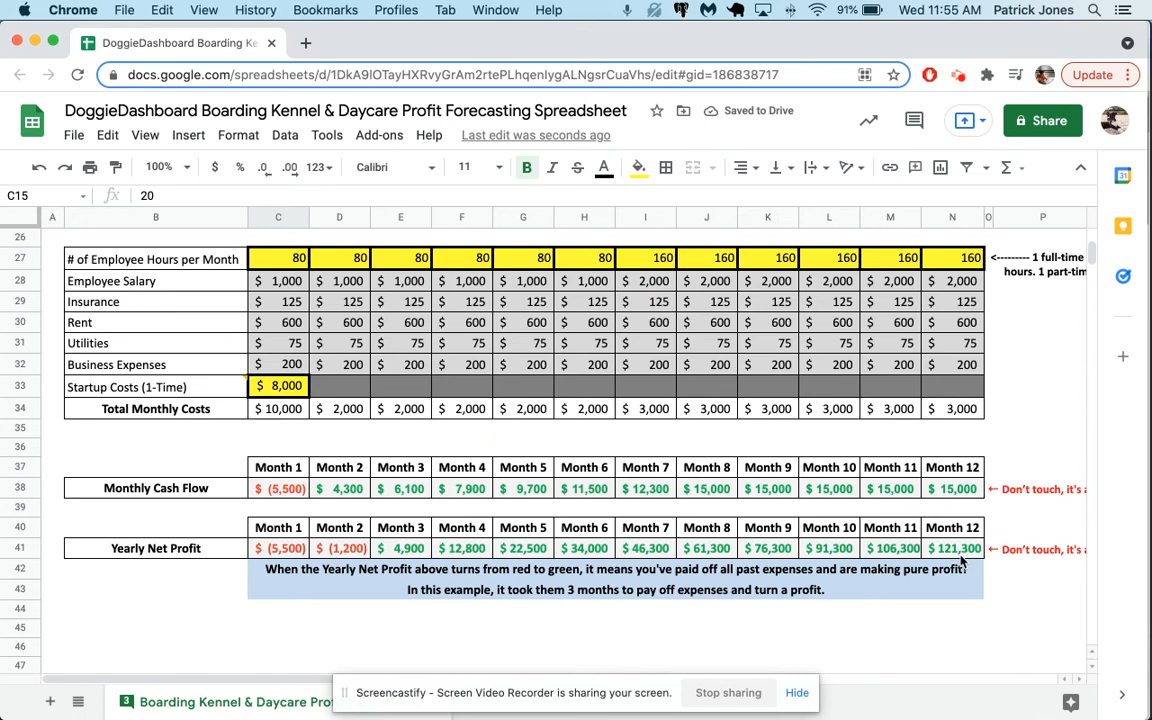 Chrome File Edit View History Bookmarks Profiles Tab Window Help 91% Wed 11:55 AM Patrick Jones
DoggieDashboard Boarding Ke
docs.google.com/spreadsheets/d/1DkA9lOTayHXRvyGrAm2rtePLHqenIygALNgsrCuaVhs/edit#gid=186838717 Update
DoggieDashboard Boarding Kennel & Daycare Profit Forecasting Spreadsheet Saved to Drive
File Edit View Insert Format Data Tools Add-ons Help Last edit was seconds ago Share
100% $ % .0 .00 123 Calibri 11 B I S A Σ
C15 fx 20
A B C D E F G H I J K L M N O P
26
27 # of Employee Hours per Month 80 80 80 80 80 80 160 160 160 160 160 160 <--------- 1 full-time
hours. 1 part-tim
28 Employee Salary $ 1,000 $ 1,000 $ 1,000 $ 1,000 $ 1,000 $ 1,000 $ 2,000 $ 2,000 $ 2,000 $ 2,000 $ 2,000 $ 2,000
29 Insurance $ 125 $ 125 $ 125 $ 125 $ 125 $ 125 $ 125 $ 125 $ 125 $ 125 $ 125 $ 125
30 Rent $ 600 $ 600 $ 600 $ 600 $ 600 $ 600 $ 600 $ 600 $ 600 $ 600 $ 600 $ 600
31 Utilities $ 75 $ 75 $ 75 $ 75 $ 75 $ 75 $ 75 $ 75 $ 75 $ 75 $ 75 $ 75
32 Business Expenses $ 200 $ 200 $ 200 $ 200 $ 200 $ 200 $ 200 $ 200 $ 200 $ 200 $ 200 $ 200
33 Startup Costs (1-Time) $ 8,000
34 Total Monthly Costs $ 10,000 $ 2,000 $ 2,000 $ 2,000 $ 2,000 $ 2,000 $ 3,000 $ 3,000 $ 3,000 $ 3,000 $ 3,000 $ 3,000
35
36
37 Month 1 Month 2 Month 3 Month 4 Month 5 Month 6 Month 7 Month 8 Month 9 Month 10 Month 11 Month 12
38 Monthly Cash Flow $ (5,500) $ 4,300 $ 6,100 $ 7,900 $ 9,700 $ 11,500 $ 12,300 $ 15,000 $ 15,000 $ 15,000 $ 15,000 $ 15,000 ← Don't touch, it's a
39
40 Month 1 Month 2 Month 3 Month 4 Month 5 Month 6 Month 7 Month 8 Month 9 Month 10 Month 11 Month 12
41 Yearly Net Profit $ (5,500) $ (1,200) $ 4,900 $ 12,800 $ 22,500 $ 34,000 $ 46,300 $ 61,300 $ 76,300 $ 91,300 $ 106,300 $ 121,300 ← Don't touch, it's a
42 When the Yearly Net Profit above turns from red to green, it means you've paid off all past expenses and are making pure profit!
43 In this example, it took them 3 months to pay off expenses and turn a profit.
44
45
46
47
Screencastify - Screen Video Recorder is sharing your screen. Stop sharing Hide
3 Boarding Kennel & Daycare Pro